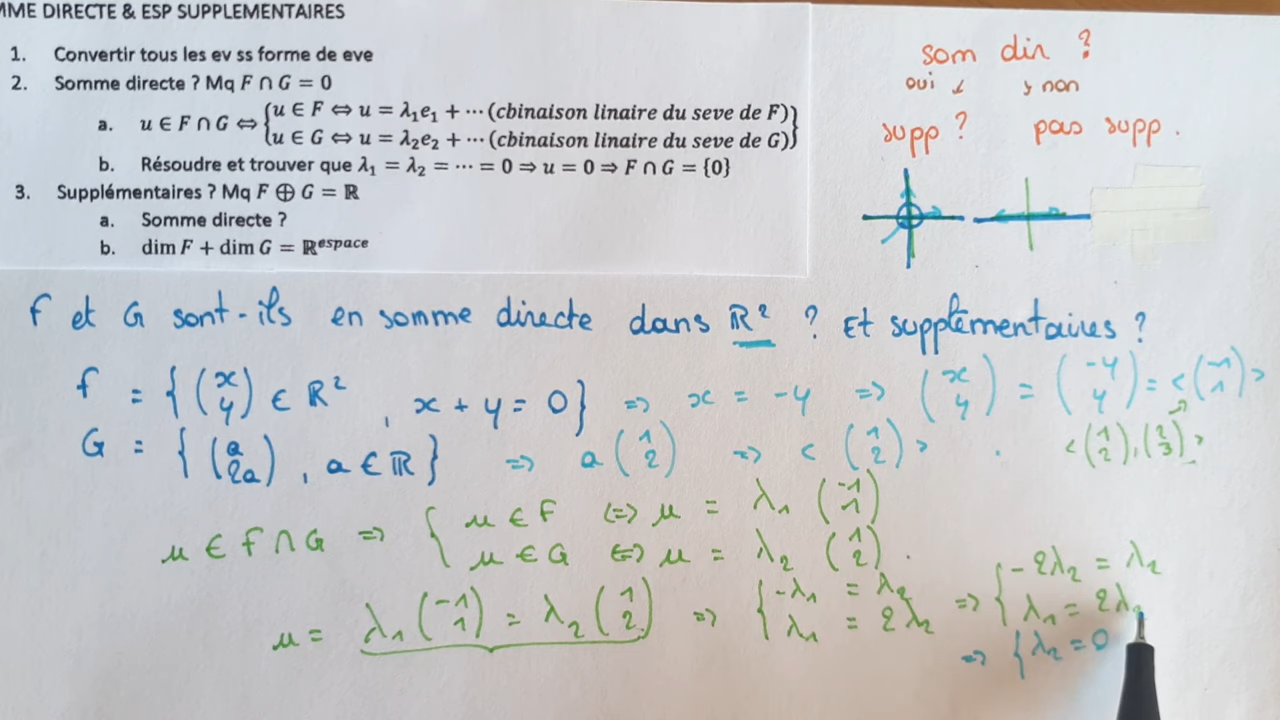 MME DIRECTE & ESP SUPPLEMENTAIRES
1. Convertir tous les ev ss forme de eve
2. Somme directe ? Mq F ∩ G = 0
a. u ∈ F ∩ G ⇔ {u ∈ F ⇔ u = λ₁e₁ + ⋯ (cbinaison linaire du seve de F)
u ∈ G ⇔ u = λ₂e₂ + ⋯ (cbinaison linaire du seve de G)}
b. Résoudre et trouver que λ₁ = λ₂ = ⋯ = 0 ⇒ u = 0 ⇒ F ∩ G = {0}
3. Supplémentaires ? Mq F ⊕ G = ℝ
a. Somme directe ?
b. dim F + dim G = ℝᵉˢᵖᵃᶜᵉ
som dir ?
oui ↙ ↘ non
supp ? pas supp .
F et G sont-ils en somme directe dans ℝ² ? Et supplémentaires ?
F = {(x y) ∈ ℝ² , x + y = 0} ⇒ x = -y ⇒ (x y) = (-y y) = <(-1 1)>
G = {(a 2a) , a ∈ ℝ} ⇒ a(1 2) ⇒ <(1 2)> . <(1 2),(2 3)>
u ∈ F ∩ G ⇒ { u ∈ F ⇔ u = λ₁ (-1 1)
u ∈ G ⇔ u = λ₂ (1 2) .
u = λ₁(-1 1) = λ₂(1 2) ⇒ { -λ₁ = λ₂
λ₁ = 2λ₂
⇒ { -2λ₂ = λ₂
λ₁ = 2λ₂
⇒ { λ₂ = 0